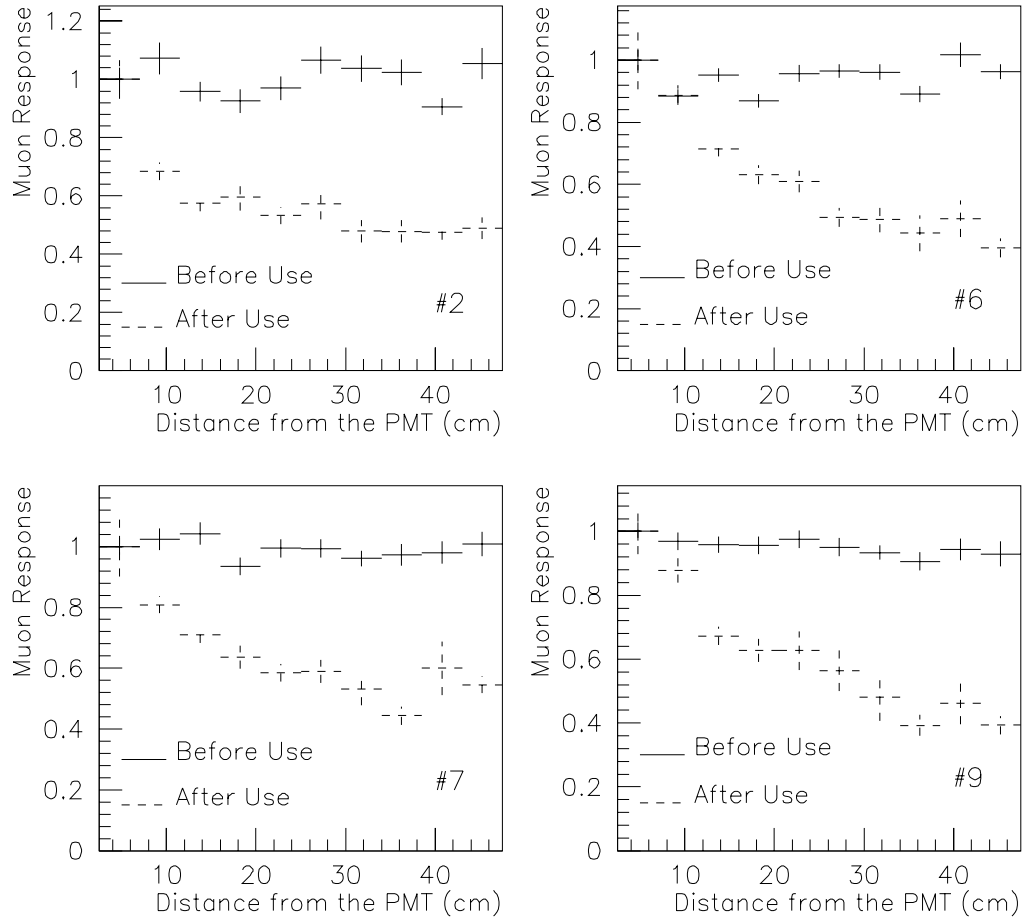 Muon Response
1.2
1
0.8
0.6
0.4
0.2
0
Before Use
After Use
#2
10 20 30 40
Distance from the PMT (cm)
Muon Response
1
0.8
0.6
0.4
0.2
0
Before Use
After Use
#6
10 20 30 40
Distance from the PMT (cm)
Muon Response
1
0.8
0.6
0.4
0.2
0
Before Use
After Use
#7
10 20 30 40
Distance from the PMT (cm)
Muon Response
1
0.8
0.6
0.4
0.2
0
Before Use
After Use
#9
10 20 30 40
Distance from the PMT (cm)